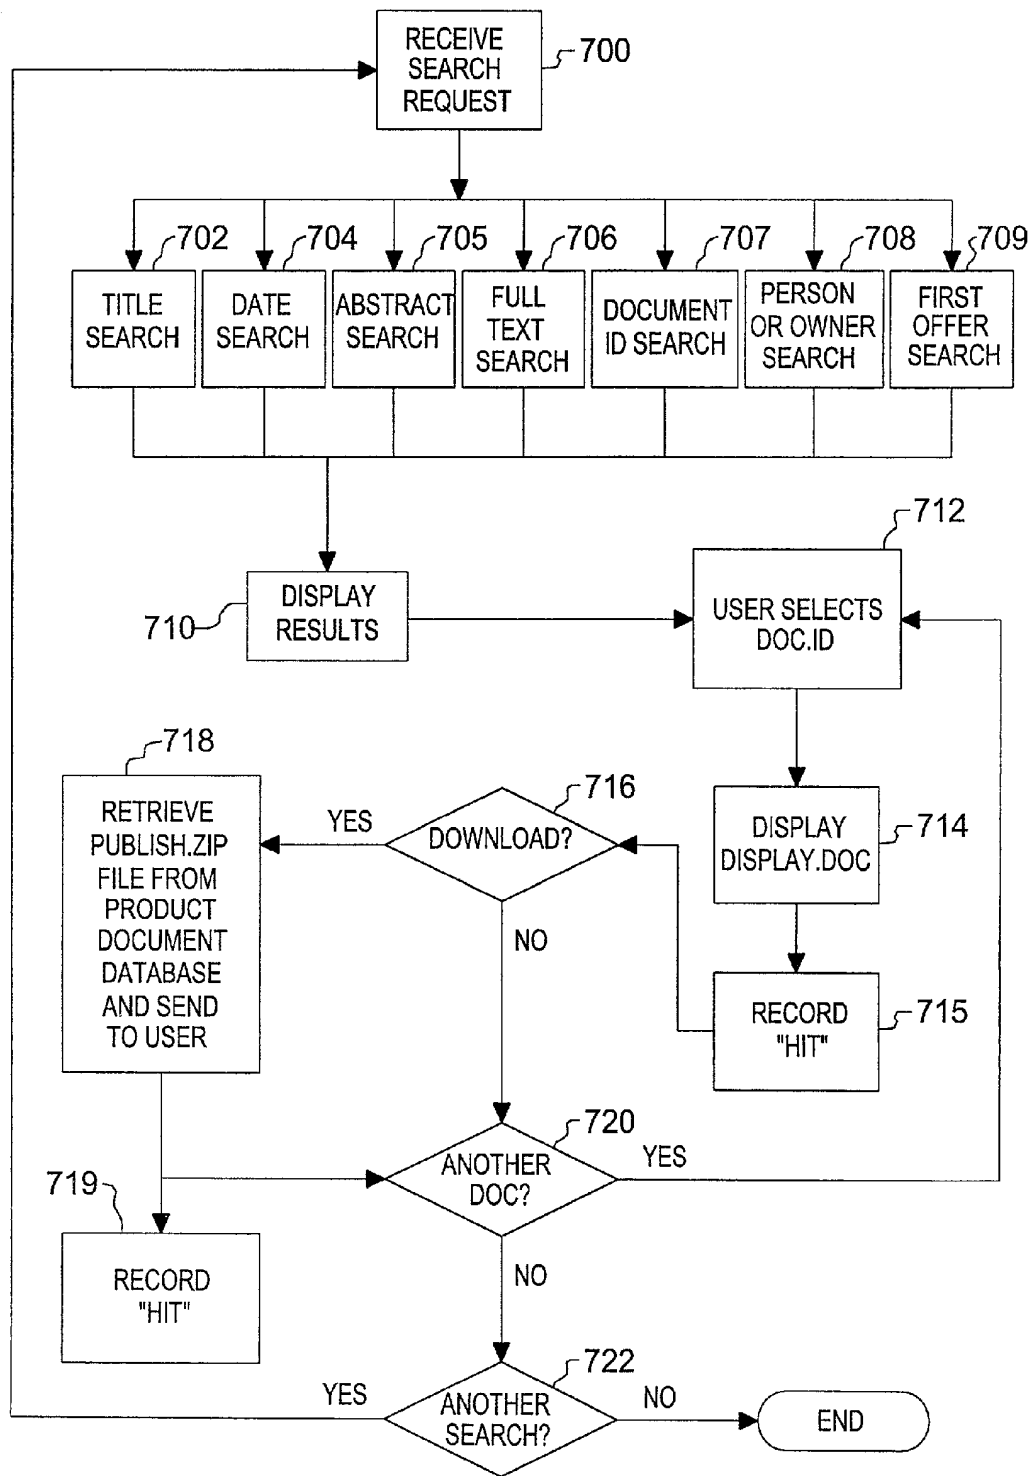 RECEIVE
SEARCH
REQUEST
700
702
704
705
706
707
708
709
TITLE
SEARCH
DATE
SEARCH
ABSTRACT
SEARCH
FULL
TEXT
SEARCH
DOCUMENT
ID SEARCH
PERSON
OR OWNER
SEARCH
FIRST
OFFER
SEARCH
712
DISPLAY
RESULTS
710
USER SELECTS
DOC.ID
718
716
RETRIEVE
PUBLISH.ZIP
FILE FROM
PRODUCT
DOCUMENT
DATABASE
AND SEND
TO USER
YES
DOWNLOAD?
DISPLAY
DISPLAY.DOC
714
NO
RECORD
"HIT"
715
720
ANOTHER
DOC?
YES
719
RECORD
"HIT"
NO
722
YES
ANOTHER
SEARCH?
NO
END